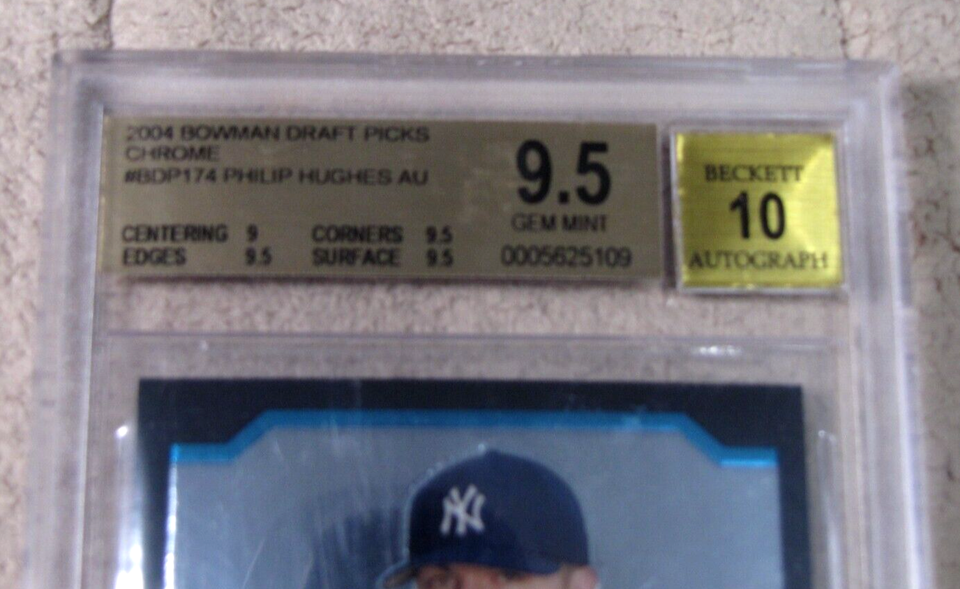 2004 BOWMAN DRAFT PICKS
CHROME
#BDP174 PHILIP HUGHES AU
9.5
GEM MINT
CENTERING 9 CORNERS 9.5
EDGES 9.5 SURFACE 9.5
0005625109
BECKETT
10
AUTOGRAPH
NY